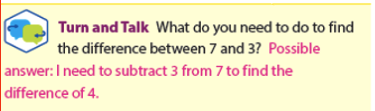 Turn and Talk What do you need to do to find
the difference between 7 and 3? Possible
answer: I need to subtract 3 from 7 to find the
difference of 4.